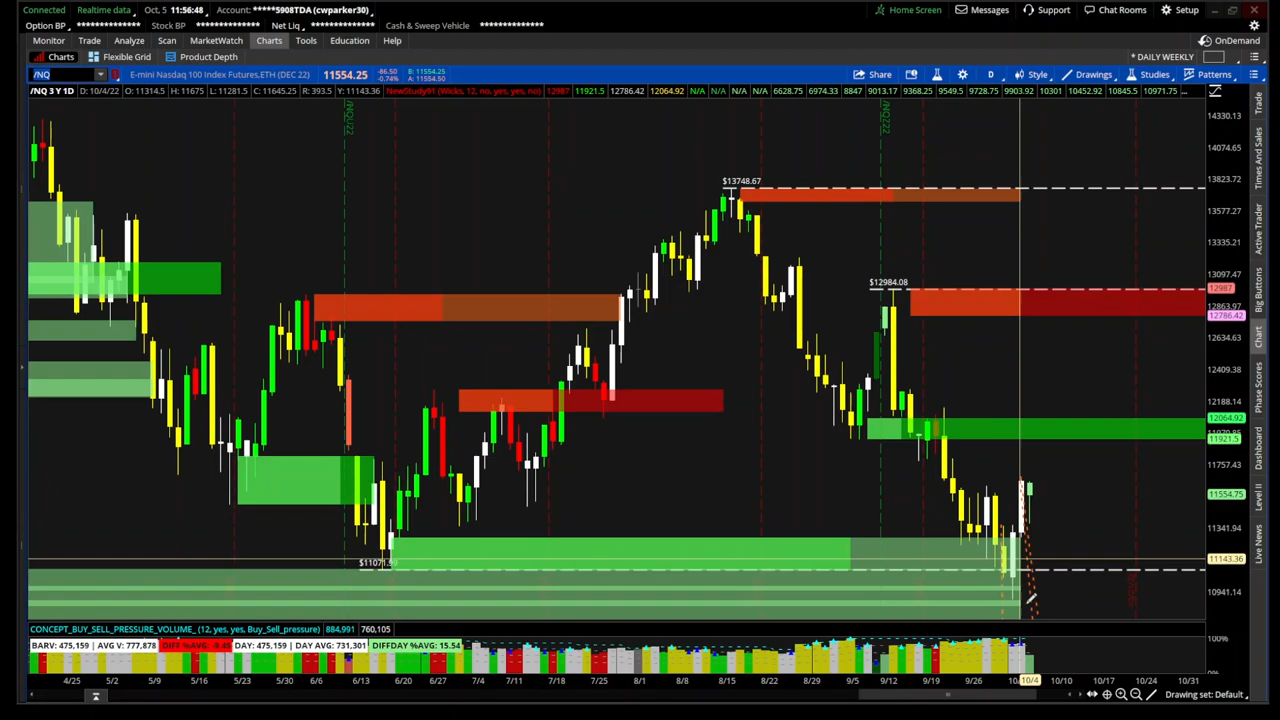 Connected Realtime data Oct, 5 11:56:48 Account: *****5908TDA (cwparker30) Home Screen Messages Support Chat Rooms Setup
Option BP Stock BP Net Liq Cash & Sweep Vehicle
Monitor Trade Analyze Scan MarketWatch Charts Tools Education Help OnDemand
Charts Flexible Grid Product Depth * DAILY WEEKLY
/NQ E-mini Nasdaq 100 Index Futures,ETH (DEC 22) 11554.25 -86.50 -0.74% B: 11554.25 A: 11554.50 Share D Style Drawings Studies Patterns
/NQ 3 Y 1D D: 10/4/22 O: 11314.5 H: 11675 L: 11281.5 C: 11645.25 R: 393.5 Y: 11143.36 NewStudy91 (Wicks, 12, no, yes, yes, no) 12987 11921.5 12786.42 12064.92 N/A N/A N/A N/A 6628.75 6974.33 8847 9013.17 9368.25 9549.5 9728.75 9903.92 10301 10452.92 10845.5 10971.75 ...
/NQU22
/NQZ22
14330.13
14074.65
13823.72
13577.27
13335.21
13097.47
12987
12863.97
12786.42
12634.38
12409.38
12188.14
12064.92
11921.5
11757.43
11554.75
11341.94
11143.36
10941.14
$13748.67
$12984.08
CONCEPT_BUY_SELL_PRESSURE_VOLUME_ (12, yes, yes, Buy_Sell_pressure) 884,991 760,105
BARV: 475,159 | AVG V: 777,878 DIFF %AVG: DAY: 475,159 | DAY AVG: 731,301 DIFFDAY %AVG: 15.54
100%
4/25 5/2 5/9 5/16 5/23 5/30 6/6 6/13 6/20 6/27 7/4 7/11 7/18 7/25 8/1 8/8 8/15 8/22 8/29 9/5 9/12 9/19 9/26 10/4 10/10 10/17 10/24 10/31
Drawing set: Default
Trade
Times And Sales
Active Trader
Big Buttons
Chart
Phase Scores
Dashboard
Level II
Live News